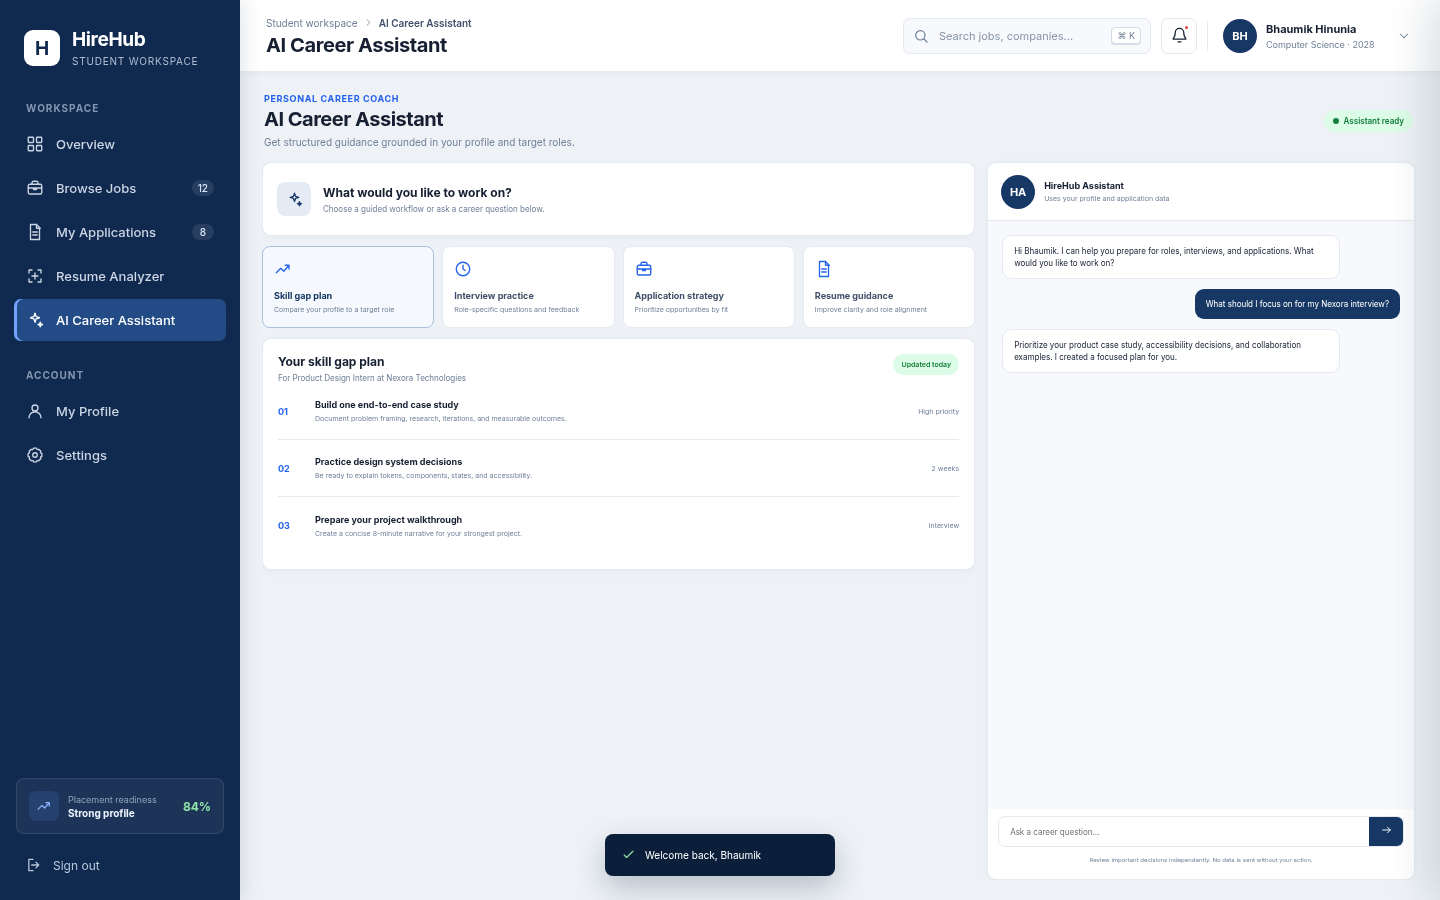 H
HireHub
STUDENT WORKSPACE
WORKSPACE
Overview
Browse Jobs 12
My Applications 8
Resume Analyzer
AI Career Assistant
ACCOUNT
My Profile
Settings
Placement readiness
Strong profile
84%
Sign out
Student workspace > AI Career Assistant
AI Career Assistant
Search jobs, companies... ⌘ K
BH
Bhaumik Hinunia
Computer Science · 2028
PERSONAL CAREER COACH
AI Career Assistant
Get structured guidance grounded in your profile and target roles.
Assistant ready
What would you like to work on?
Choose a guided workflow or ask a career question below.
Skill gap plan
Compare your profile to a target role
Interview practice
Role-specific questions and feedback
Application strategy
Prioritize opportunities by fit
Resume guidance
Improve clarity and role alignment
Your skill gap plan
For Product Design Intern at Nexora Technologies
Updated today
01
Build one end-to-end case study
Document problem framing, research, iterations, and measurable outcomes.
High priority
02
Practice design system decisions
Be ready to explain tokens, components, states, and accessibility.
2 weeks
03
Prepare your project walkthrough
Create a concise 8-minute narrative for your strongest project.
Interview
HA
HireHub Assistant
Uses your profile and application data
Hi Bhaumik. I can help you prepare for roles, interviews, and applications. What
would you like to work on?
What should I focus on for my Nexora interview?
Prioritize your product case study, accessibility decisions, and collaboration
examples. I created a focused plan for you.
Ask a career question...
Review important decisions independently. No data is sent without your action.
Welcome back, Bhaumik